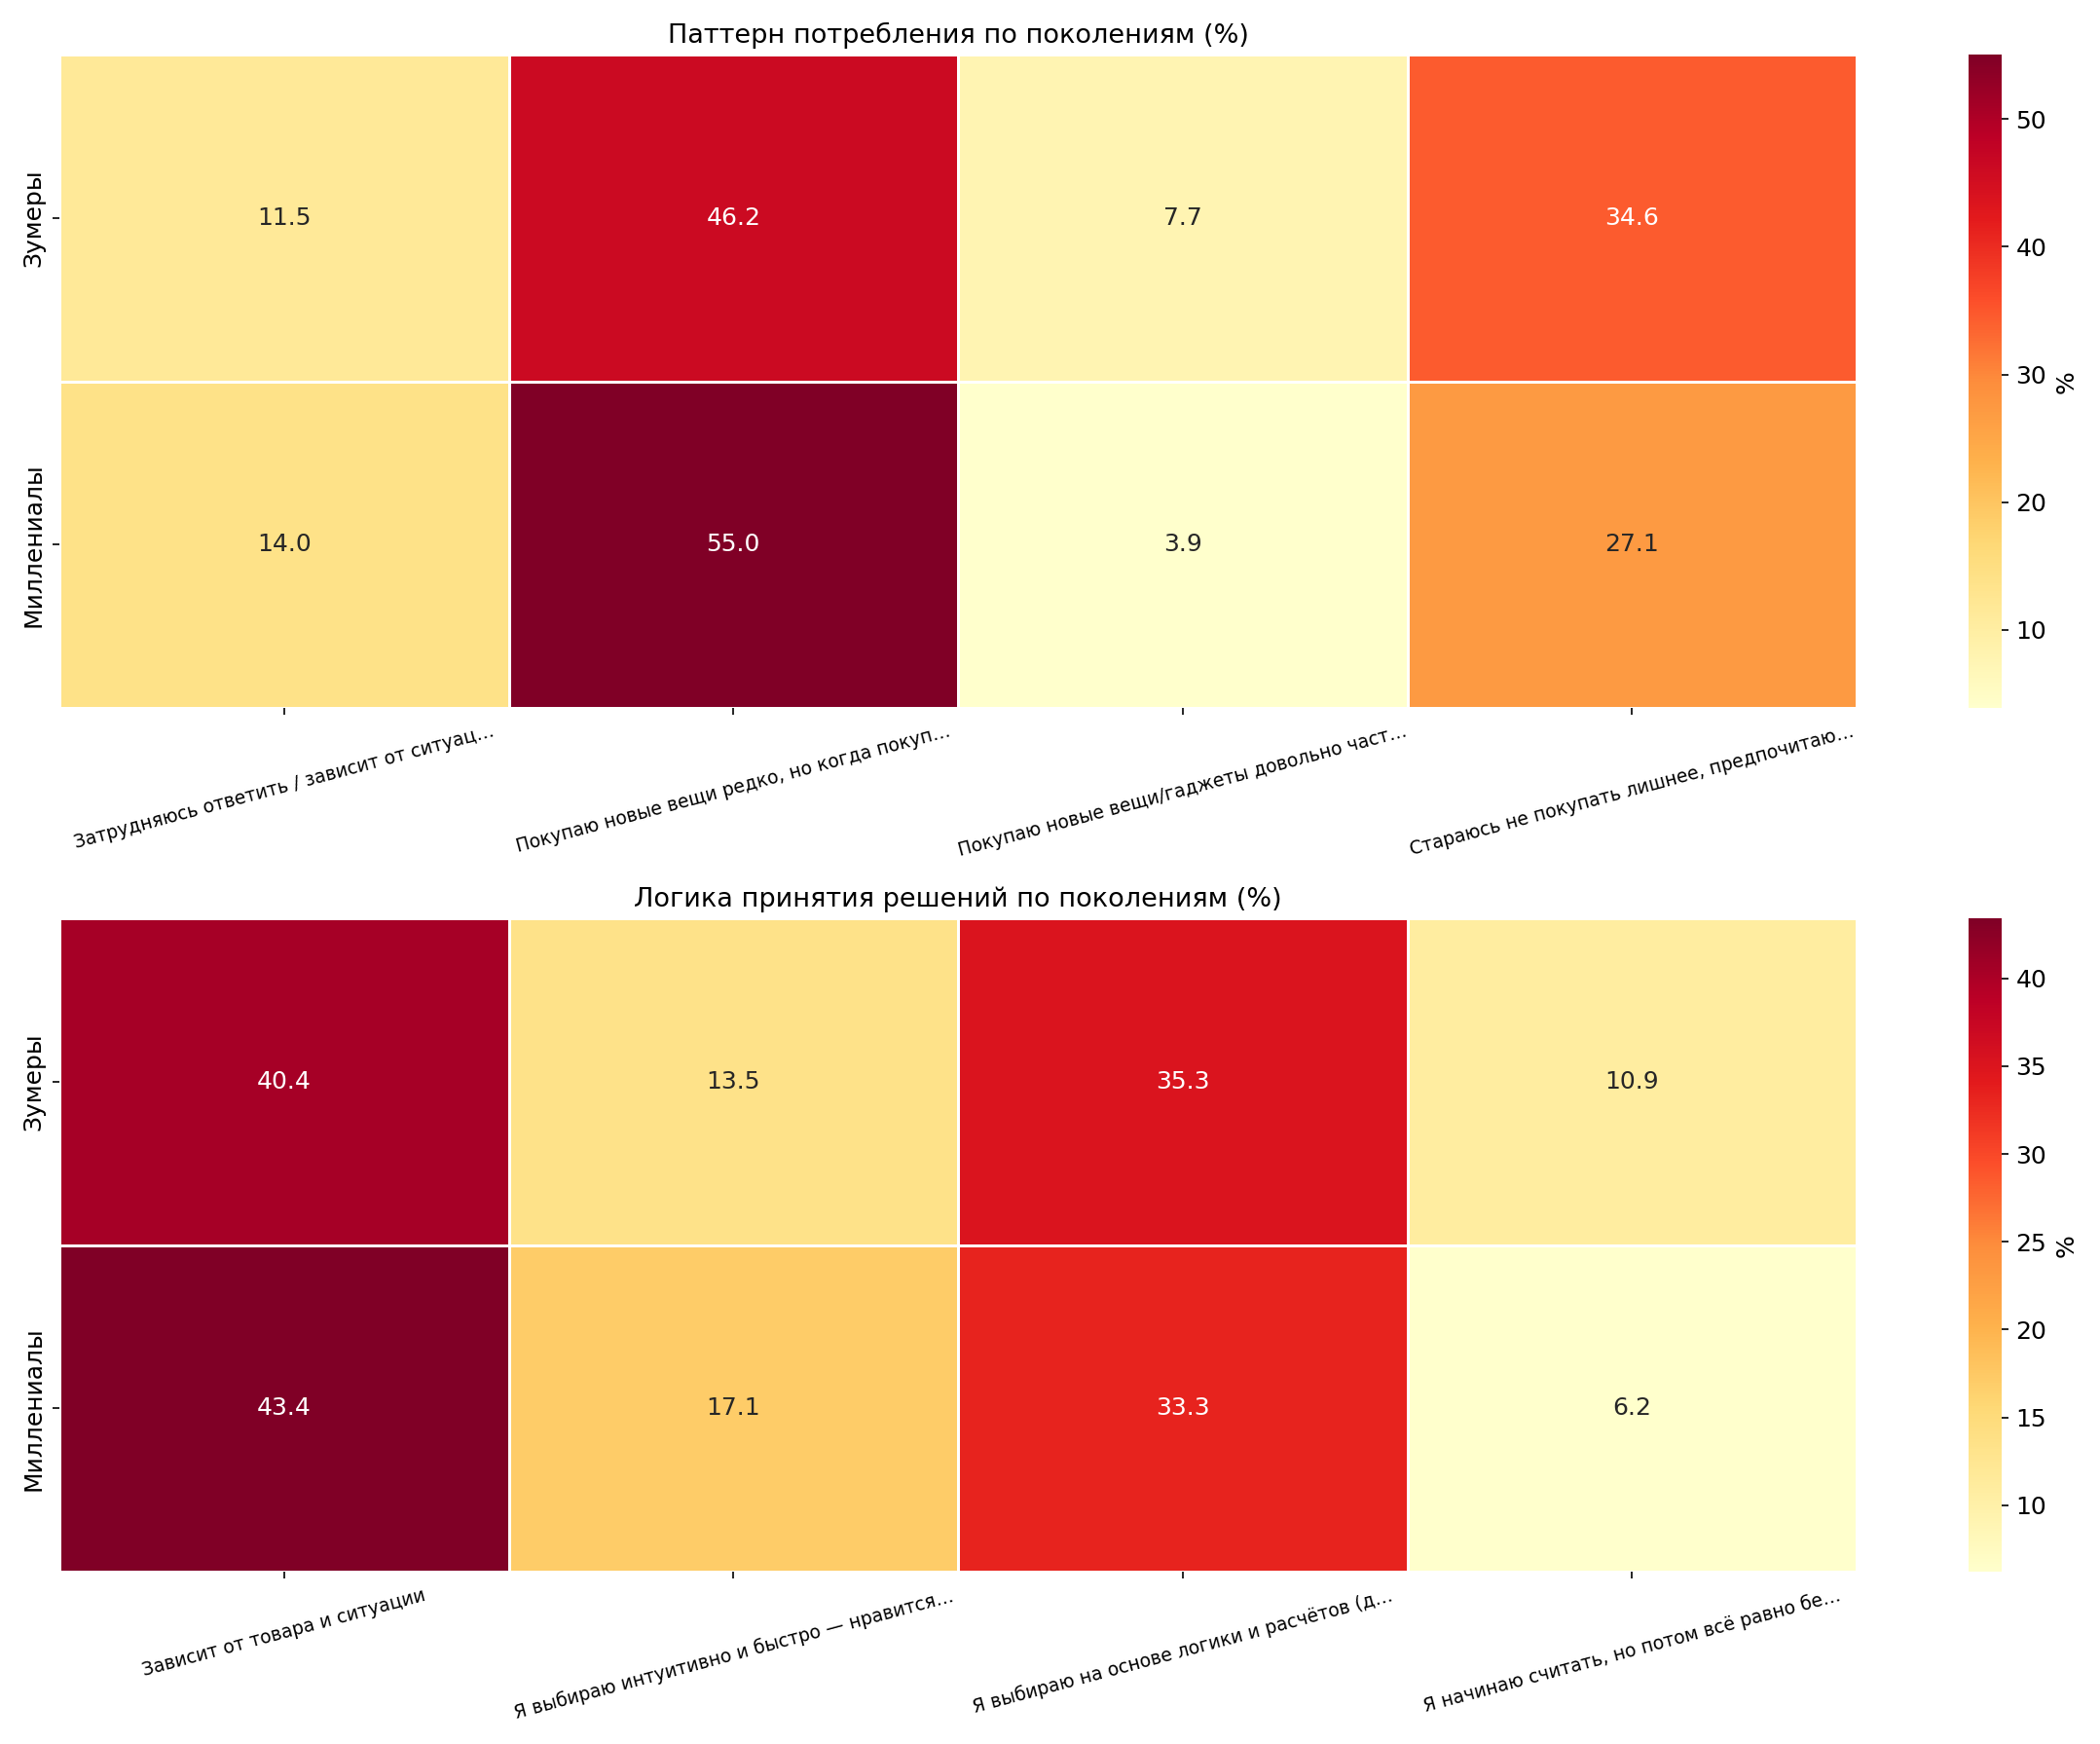 Паттерн потребления по поколениям (%)
Зумеры
11.5
46.2
7.7
34.6
Миллениалы
14.0
55.0
3.9
27.1
Затрудняюсь ответить / зависит от ситуац...
Покупаю новые вещи редко, но когда покуп...
Покупаю новые вещи/гаджеты довольно част...
Стараюсь не покупать лишнее, предпочитаю...
50
40
30
20
10
%
Логика принятия решений по поколениям (%)
Зумеры
40.4
13.5
35.3
10.9
Миллениалы
43.4
17.1
33.3
6.2
Зависит от товара и ситуации
Я выбираю интуитивно и быстро — нравится...
Я выбираю на основе логики и расчётов (д...
Я начинаю считать, но потом всё равно бе...
40
35
30
25
20
15
10
%